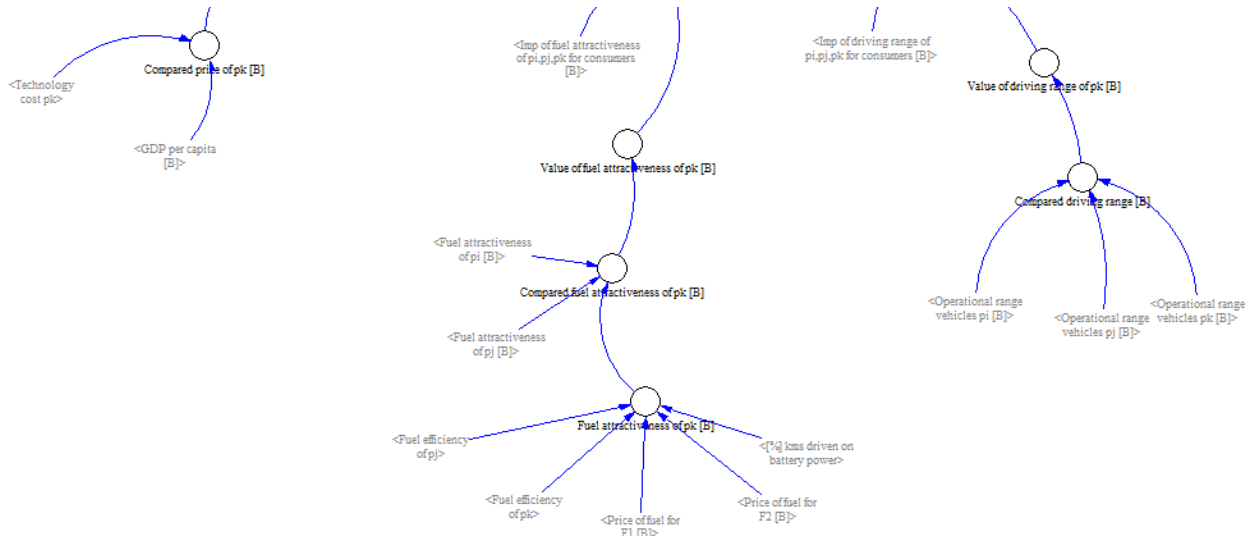 <Imp of fuel attractiveness
of pi,pj,pk for consumers
[B]>
<Imp of driving range of
pi,pj,pk for consumers [B]>
Compared price of pk [B]
<Technology
cost pk>
<GDP per capita
[B]>
Value of driving range of pk [B]
Value of fuel attractiveness of pk [B]
Compared driving range [B]
<Fuel attractiveness
of pi [B]>
Compared fuel attractiveness of pk [B]
<Fuel attractiveness
of pj [B]>
<Operational range
vehicles pi [B]>
<Operational range
vehicles pj [B]>
<Operational range
vehicles pk [B]>
Fuel attractiveness of pk [B]
<Fuel efficiency
of pj>
<[%] kms driven on
battery power>
<Fuel efficiency
of pk>
<Price of fuel for
F1 [B]>
<Price of fuel for
F2 [B]>